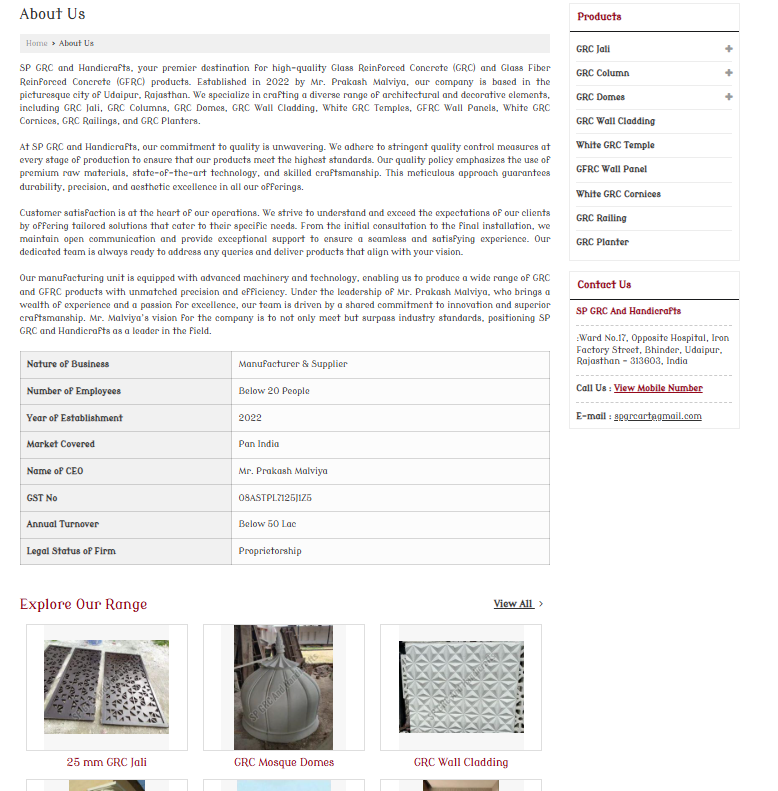 About Us
Home > About Us
SP GRC and Handicrafts, your premier destination for high-quality Glass Reinforced Concrete (GRC) and Glass Fiber
Reinforced Concrete (GFRC) products. Established in 2022 by Mr. Prakash Malviya, our company is based in the
picturesque city of Udaipur, Rajasthan. We specialize in crafting a diverse range of architectural and decorative elements,
including GRC Jali, GRC Columns, GRC Domes, GRC Wall Cladding, White GRC Temples, GFRC Wall Panels, White GRC
Cornices, GRC Railings, and GRC Planters.
At SP GRC and Handicrafts, our commitment to quality is unwavering. We adhere to stringent quality control measures at
every stage of production to ensure that our products meet the highest standards. Our quality policy emphasizes the use of
premium raw materials, state-of-the-art technology, and skilled craftsmanship. This meticulous approach guarantees
durability, precision, and aesthetic excellence in all our offerings.
Customer satisfaction is at the heart of our operations. We strive to understand and exceed the expectations of our clients
by offering tailored solutions that cater to their specific needs. From the initial consultation to the final installation, we
maintain open communication and provide exceptional support to ensure a seamless and satisfying experience. Our
dedicated team is always ready to address any queries and deliver products that align with your vision.
Our manufacturing unit is equipped with advanced machinery and technology, enabling us to produce a wide range of GRC
and GFRC products with unmatched precision and efficiency. Under the leadership of Mr. Prakash Malviya, who brings a
wealth of experience and a passion for excellence, our team is driven by a shared commitment to innovation and superior
craftsmanship. Mr. Malviya's vision for the company is to not only meet but surpass industry standards, positioning SP
GRC and Handicrafts as a leader in the field.
Nature of Business Manufacturer & Supplier
Number of Employees Below 20 People
Year of Establishment 2022
Market Covered Pan India
Name of CEO Mr. Prakash Malviya
GST No 08ASTPL7125J1Z5
Annual Turnover Below 50 Lac
Legal Status of Firm Proprietorship
Explore Our Range
View All >
25 mm GRC Jali
GRC Mosque Domes
GRC Wall Cladding
Products
GRC Jali +
GRC Column +
GRC Domes +
GRC Wall Cladding
White GRC Temple
GFRC Wall Panel
White GRC Cornices
GRC Railing
GRC Planter
Contact Us
SP GRC And Handicrafts
:Ward No.17, Opposite Hospital, Iron
Factory Street, Bhinder, Udaipur,
Rajasthan - 313603, India
Call Us : View Mobile Number
E-mail : spgrcart@gmail.com